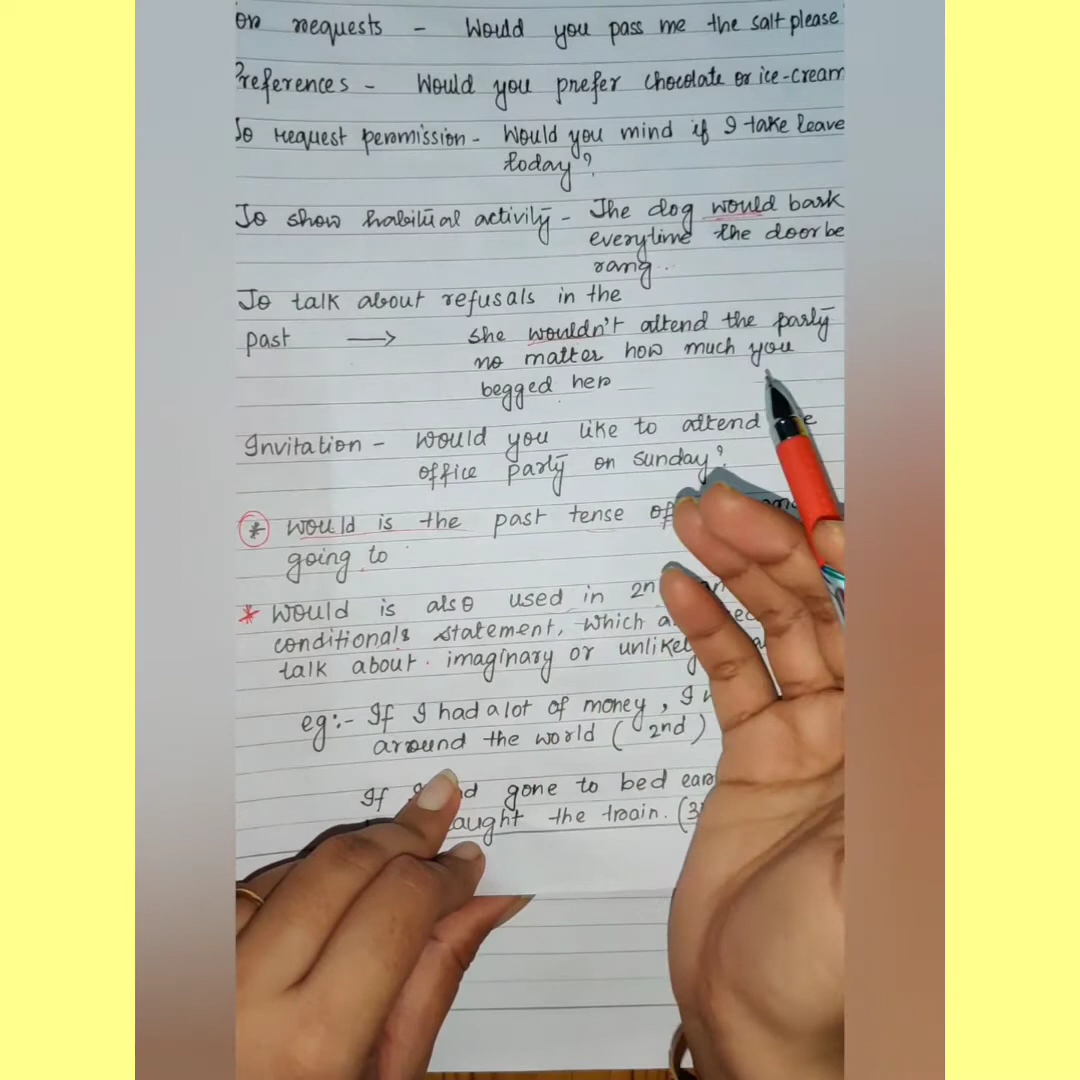 or requests - Would you pass me the salt please
Preferences - Would you prefer chocolate or ice-cream
To request permission - Would you mind if I take leave
today?
To show habitual activity - The dog would bark
everytime the doorbe
rang.
To talk about refusals in the
past → she wouldn't attend the party
no matter how much you
begged her
Invitation - Would you like to attend
office party on sunday?
* Would is the past tense of
going to
* Would is also used in 2n
conditionals statement, which
talk about imaginary or unlikely
eg:- If I had a lot of money, I
around the world (2nd)
If gone to bed
the train.